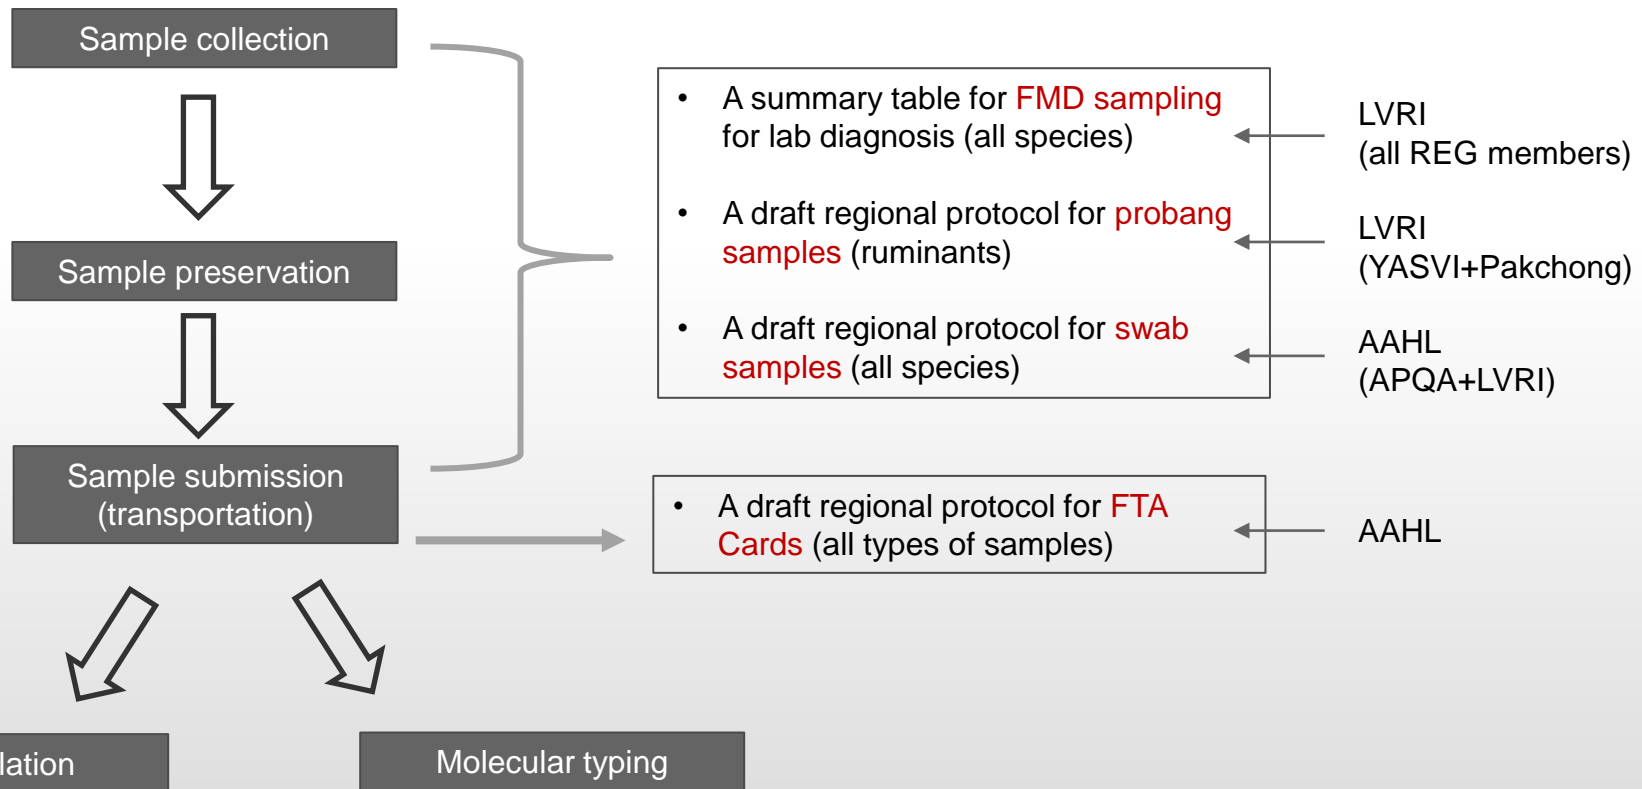 Sample collection
• A summary table for FMD sampling
for lab diagnosis (all species)
LVRI
(all REG members)
Sample preservation
• A draft regional protocol for probang
samples (ruminants)
LVRI
(YASVI+Pakchong)
• A draft regional protocol for swab
samples (all species)
AAHL
(APQA+LVRI)
Sample submission
(transportation)
• A draft regional protocol for FTA
Cards (all types of samples)
AAHL
Molecular typing